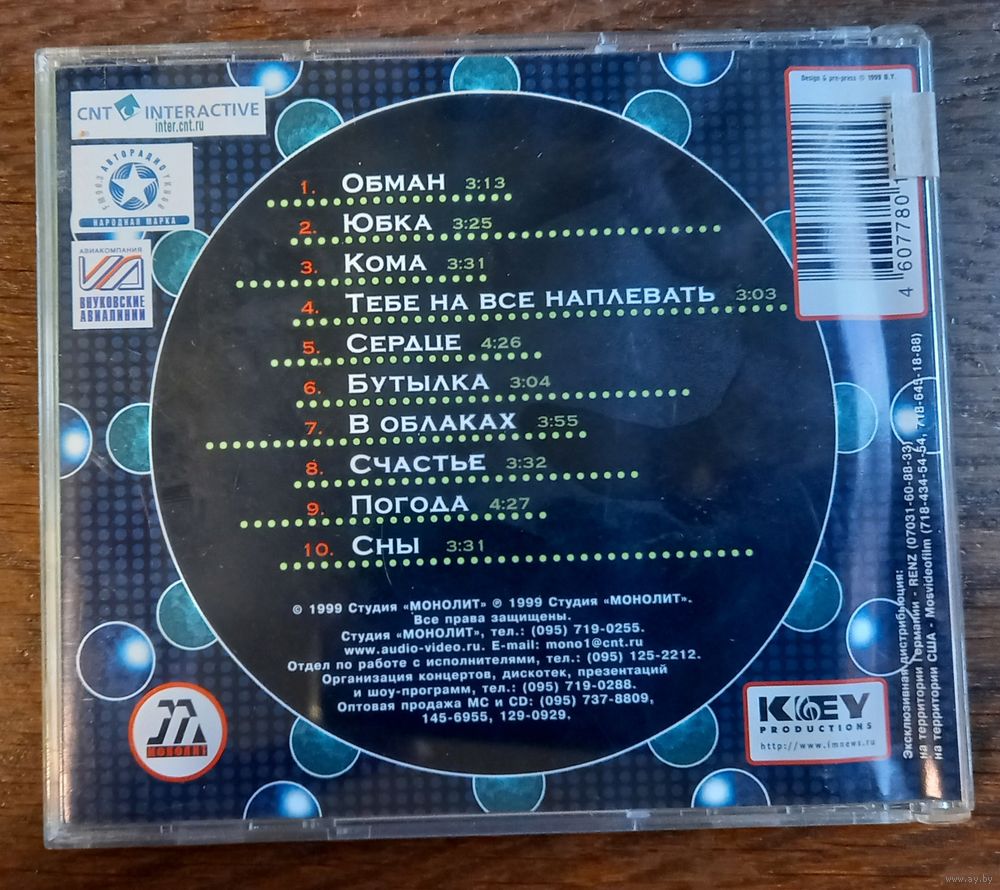 CNT INTERACTIVE
inter.cnt.ru
АВТОРАДИО
НАРОДНАЯ МАРКА
АВИАКОМПАНИЯ
ВНУКОВСКИЕ
АВИАЛИНИИ
Design & pre-press © 1999 B.Y.
4 607780
1. Обман 3:13
2. Юбка 3:25
3. Кома 3:31
4. Тебе на все наплевать 3:03
5. Сердце 4:26
6. Бутылка 3:04
7. В облаках 3:55
8. Счастье 3:32
9. Погода 4:27
10. Сны 3:31
© 1999 Студия «МОНОЛИТ» ℗ 1999 Студия «МОНОЛИТ».
Все права защищены.
Студия «МОНОЛИТ», тел.: (095) 719-0255.
www.audio-video.ru. E-mail: mono1@cnt.ru
Отдел по работе с исполнителями, тел.: (095) 125-2212.
Организация концертов, дискотек, презентаций
и шоу-программ, тел.: (095) 719-0288.
Оптовая продажа МС и CD: (095) 737-8809,
145-6955, 129-0929.
МОНОЛИТ
KEY
PRODUCTIONS
http://www.fmnews.ru
Эксклюзивная дистрибьюция:
на территории Германии - RENZ (07031-60-88-33)
на территории США - Mosvideofilm (718-434-54-54, 718-645-18-88)
www.ay.by